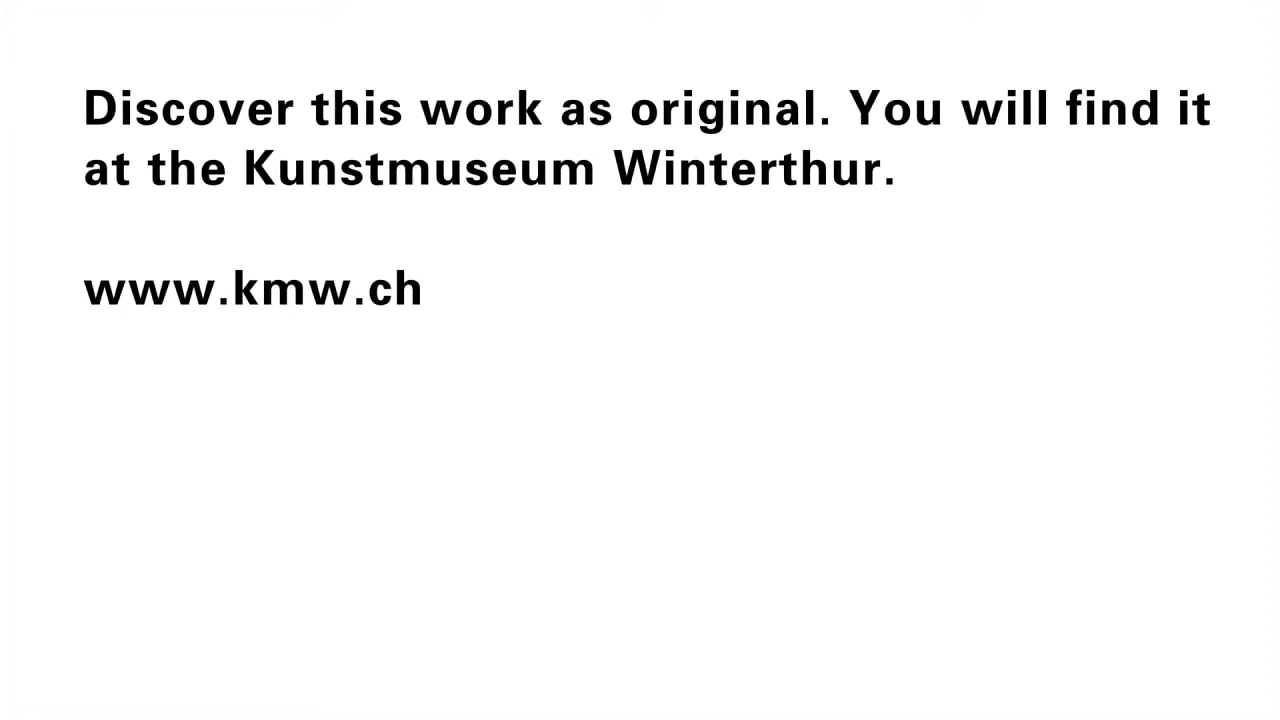 Discover this work as original. You will find it
at the Kunstmuseum Winterthur.
www.kmw.ch